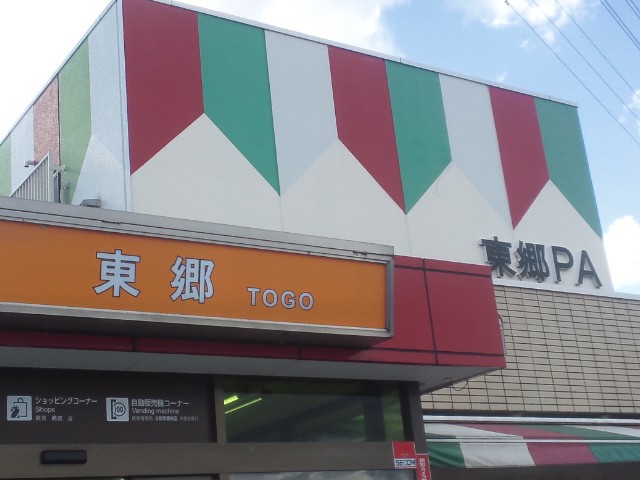 東郷PA
東郷 TOGO
ショッピングコーナー
Shops
自動販売機コーナー
Vending machine
SECOM